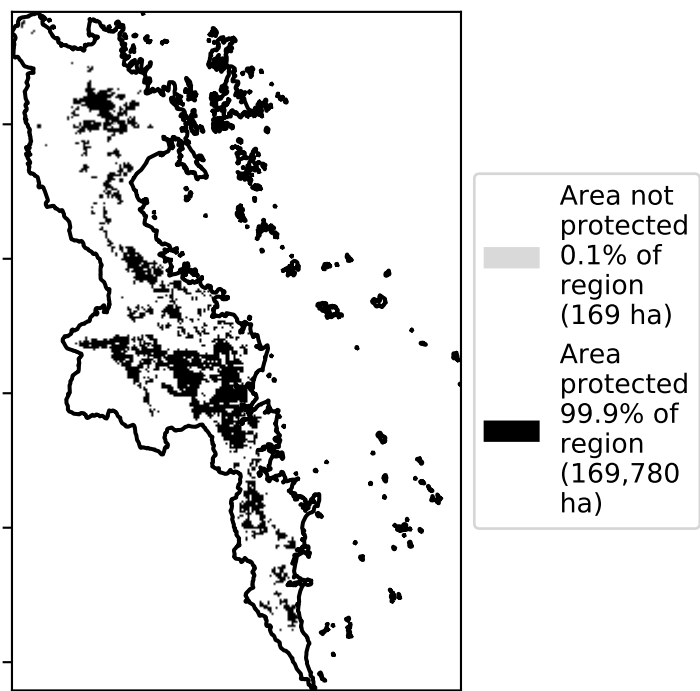 Area not
protected
0.1% of
region
(169 ha)
Area
protected
99.9% of
region
(169,780
ha)